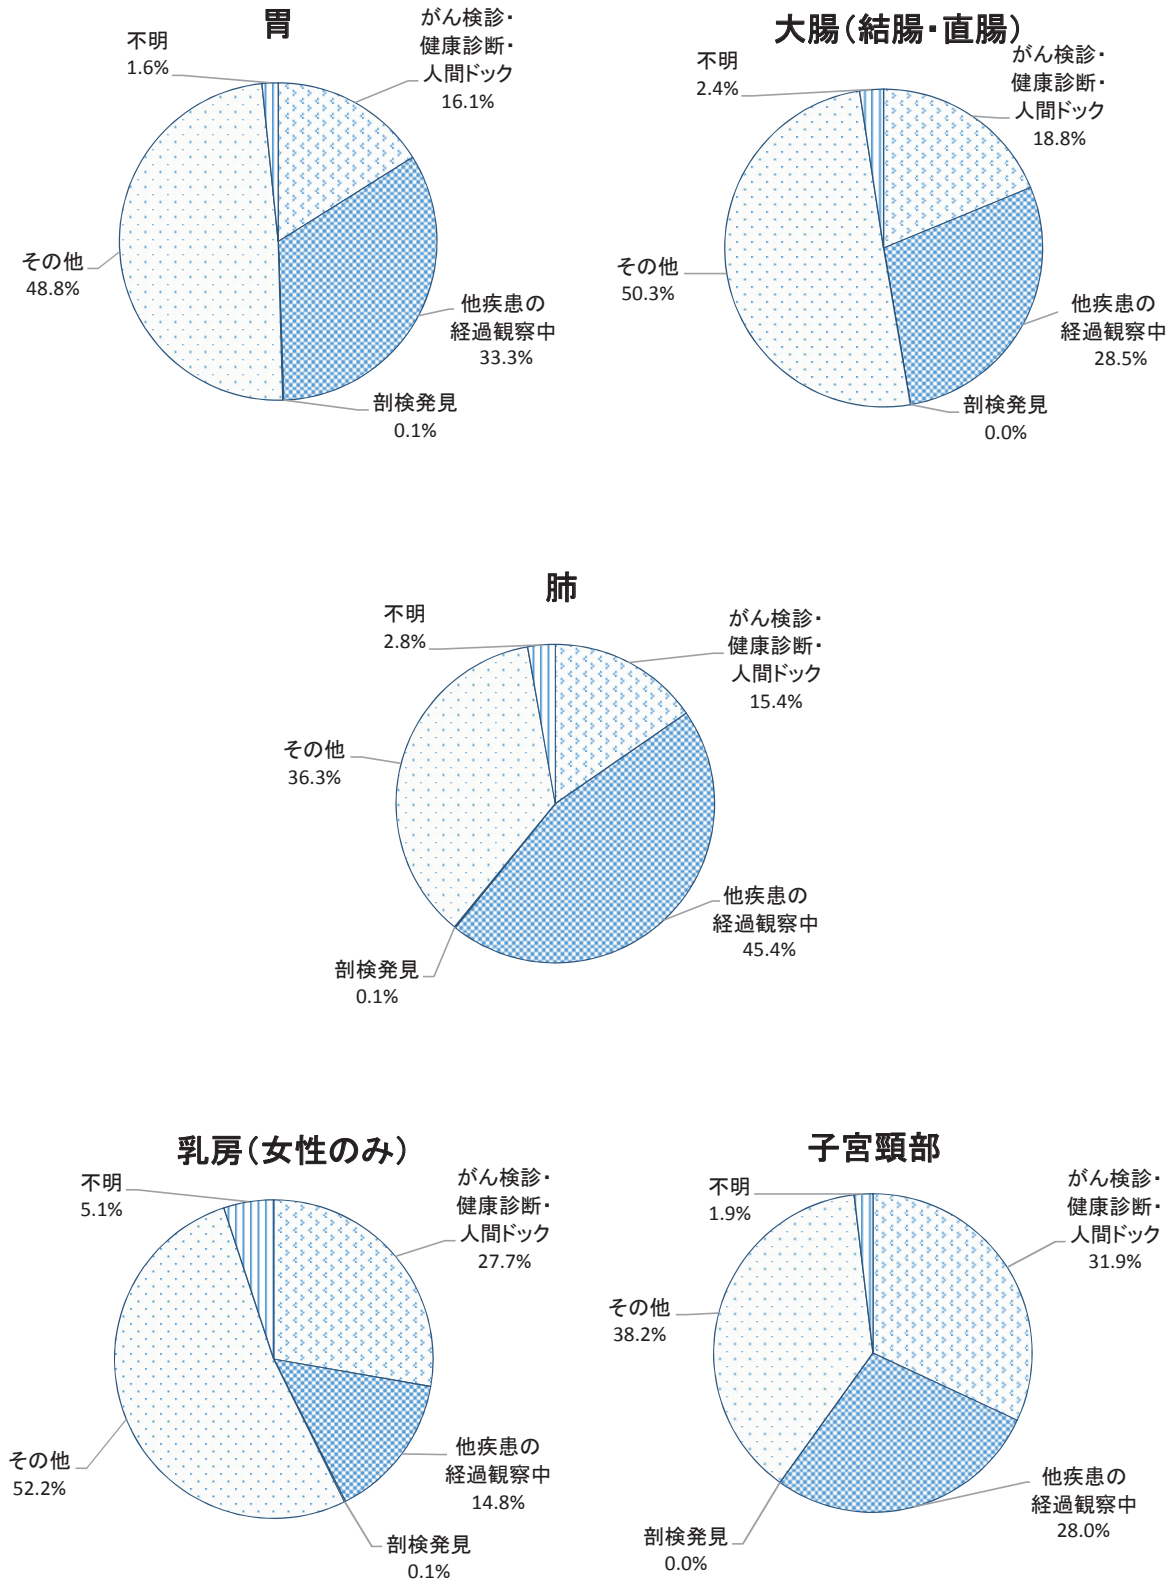 胃
不明
1.6%
がん検診・
健康診断・
人間ドック
16.1%
その他
48.8%
他疾患の
経過観察中
33.3%
剖検発見
0.1%
大腸（結腸・直腸）
不明
2.4%
がん検診・
健康診断・
人間ドック
18.8%
その他
50.3%
他疾患の
経過観察中
28.5%
剖検発見
0.0%
肺
不明
2.8%
がん検診・
健康診断・
人間ドック
15.4%
その他
36.3%
他疾患の
経過観察中
45.4%
剖検発見
0.1%
乳房（女性のみ）
不明
5.1%
がん検診・
健康診断・
人間ドック
27.7%
その他
52.2%
他疾患の
経過観察中
14.8%
剖検発見
0.1%
子宮頸部
不明
1.9%
がん検診・
健康診断・
人間ドック
31.9%
その他
38.2%
他疾患の
経過観察中
28.0%
剖検発見
0.0%